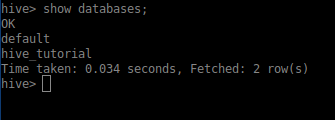 hive> show databases;
OK
default
hive_tutorial
Time taken: 0.034 seconds, Fetched: 2 row(s)
hive>